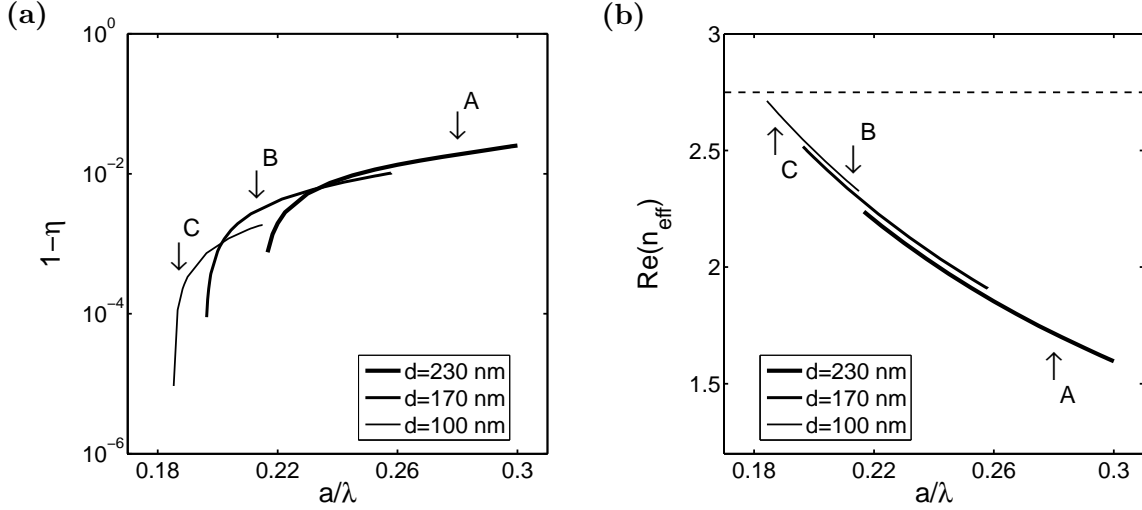 (a)
10^0
10^−2
10^−4
10^−6
1−η
A
B
C
d=230 nm
d=170 nm
d=100 nm
0.18
0.22
0.26
0.3
a/λ
(b)
3
2.5
2
1.5
Re(n_eff)
B
C
A
d=230 nm
d=170 nm
d=100 nm
0.18
0.22
0.26
0.3
a/λ